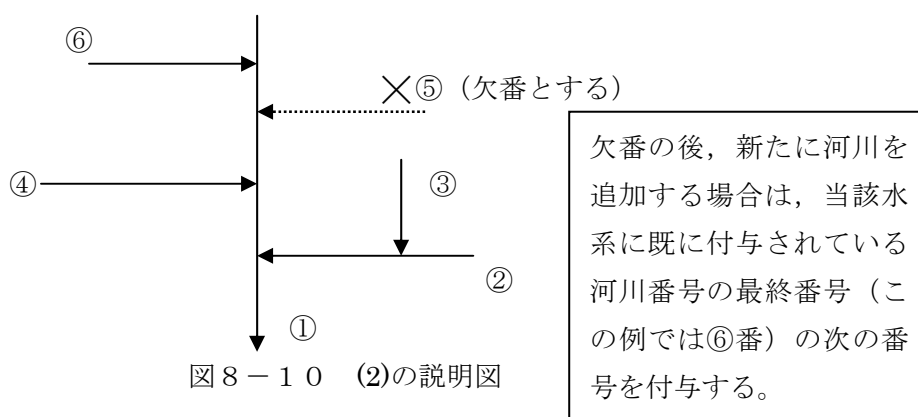 ⑥
×⑤（欠番とする）
④
③
②
①
図８－１０　(2)の説明図
欠番の後，新たに河川を
追加する場合は，当該水
系に既に付与されている
河川番号の最終番号（こ
の例では⑥番）の次の番
号を付与する。